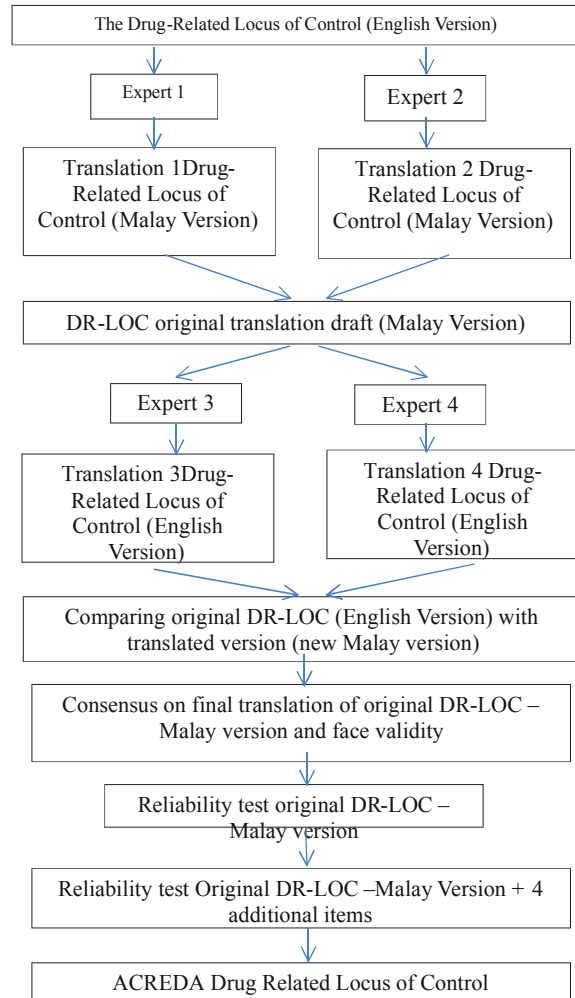 The Drug-Related Locus of Control (English Version)
Expert 1
Expert 2
Translation 1Drug-
Related Locus of
Control (Malay Version)
Translation 2 Drug-
Related Locus of
Control (Malay Version)
DR-LOC original translation draft (Malay Version)
Expert 3
Expert 4
Translation 3Drug-
Related Locus of
Control (English
Version)
Translation 4 Drug-
Related Locus of
Control (English
Version)
Comparing original DR-LOC (English Version) with
translated version (new Malay version)
Consensus on final translation of original DR-LOC –
Malay version and face validity
Reliability test original DR-LOC –
Malay version
Reliability test Original DR-LOC –Malay Version + 4
additional items
ACREDA Drug Related Locus of Control